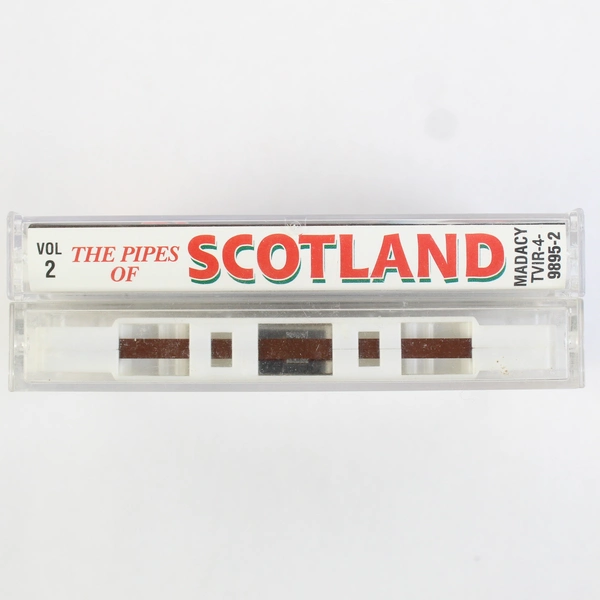 VOL
2
THE PIPES
OF
SCOTLAND
MADACY
TVIR-4-
9895-2